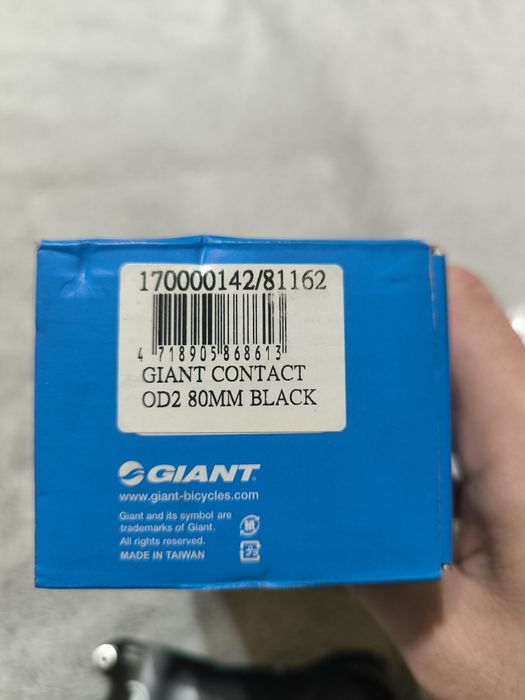 170000142/81162
4 718905 868613
GIANT CONTACT
OD2 80MM BLACK
GIANT
www.giant-bicycles.com
Giant and its symbol are
trademarks of Giant.
All rights reserved.
MADE IN TAIWAN